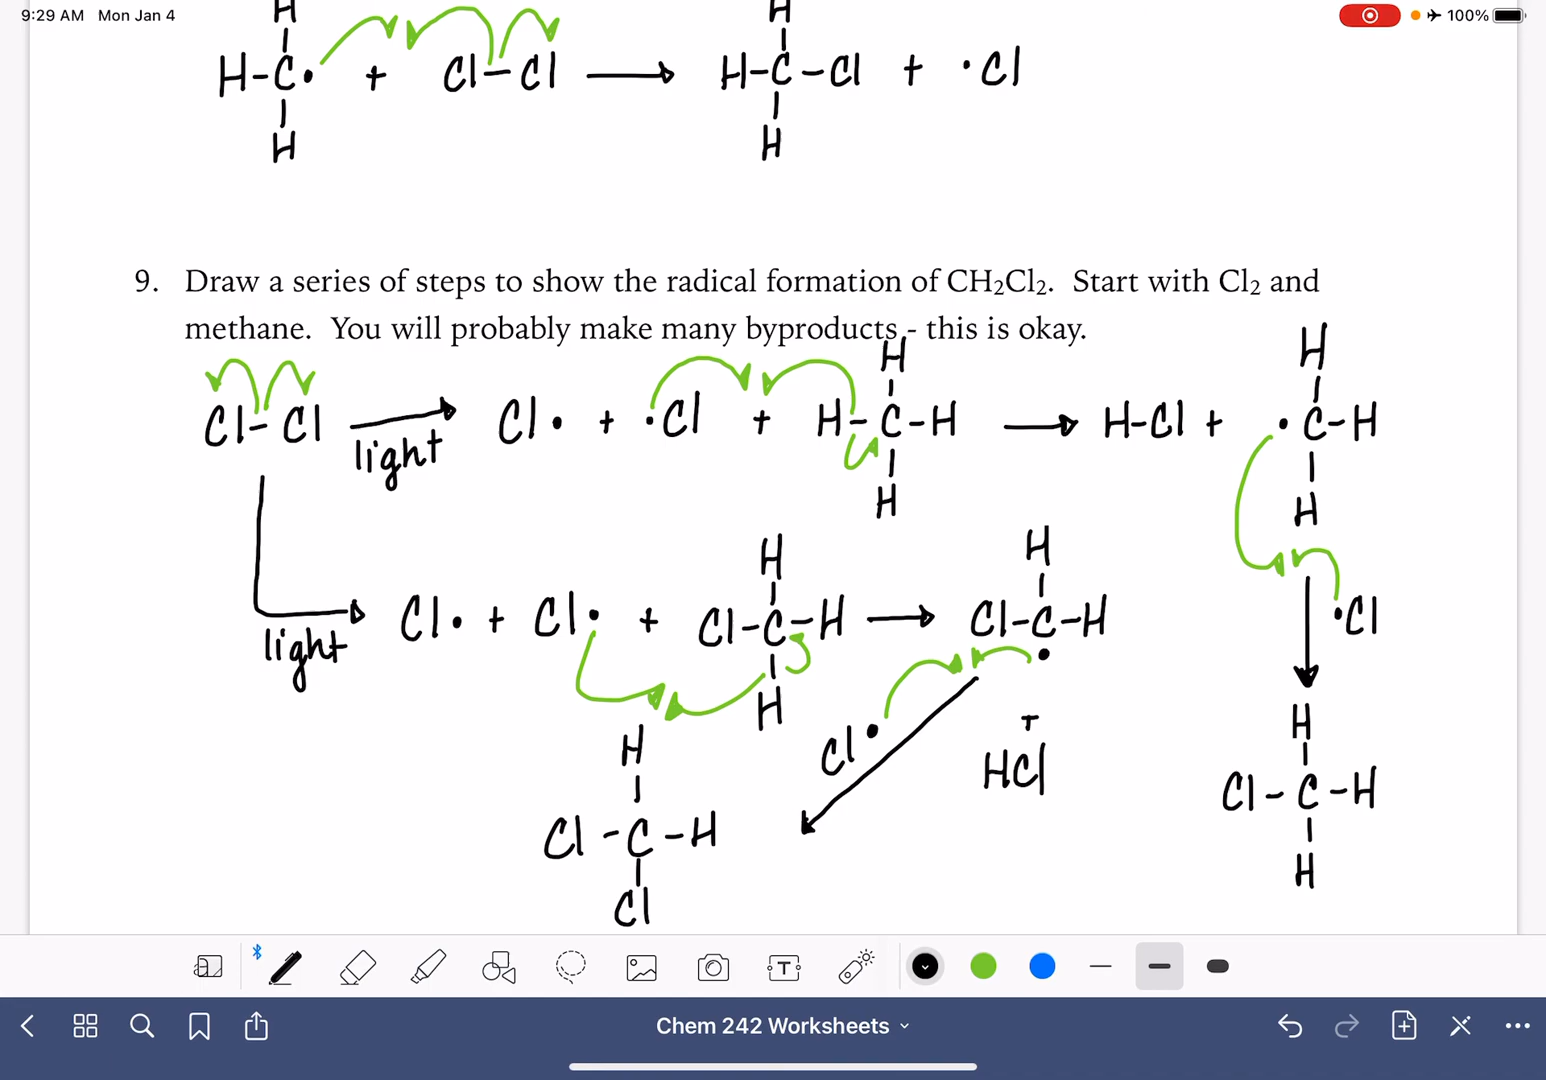 9:29 AM Mon Jan 4
100%
H
H-C· + Cl-Cl → H-C-Cl + ·Cl
H H
9. Draw a series of steps to show the radical formation of CH₂Cl₂. Start with Cl₂ and
methane. You will probably make many byproducts - this is okay.
H H
Cl-Cl → Cl· + ·Cl + H-C-H → H-Cl + ·C-H
light
H H
H H
Cl· + Cl· + Cl-C-H → Cl-C-H ·Cl
light
H
H Cl· + H
HCl
Cl-C-H Cl-C-H
Cl H
T
Chem 242 Worksheets